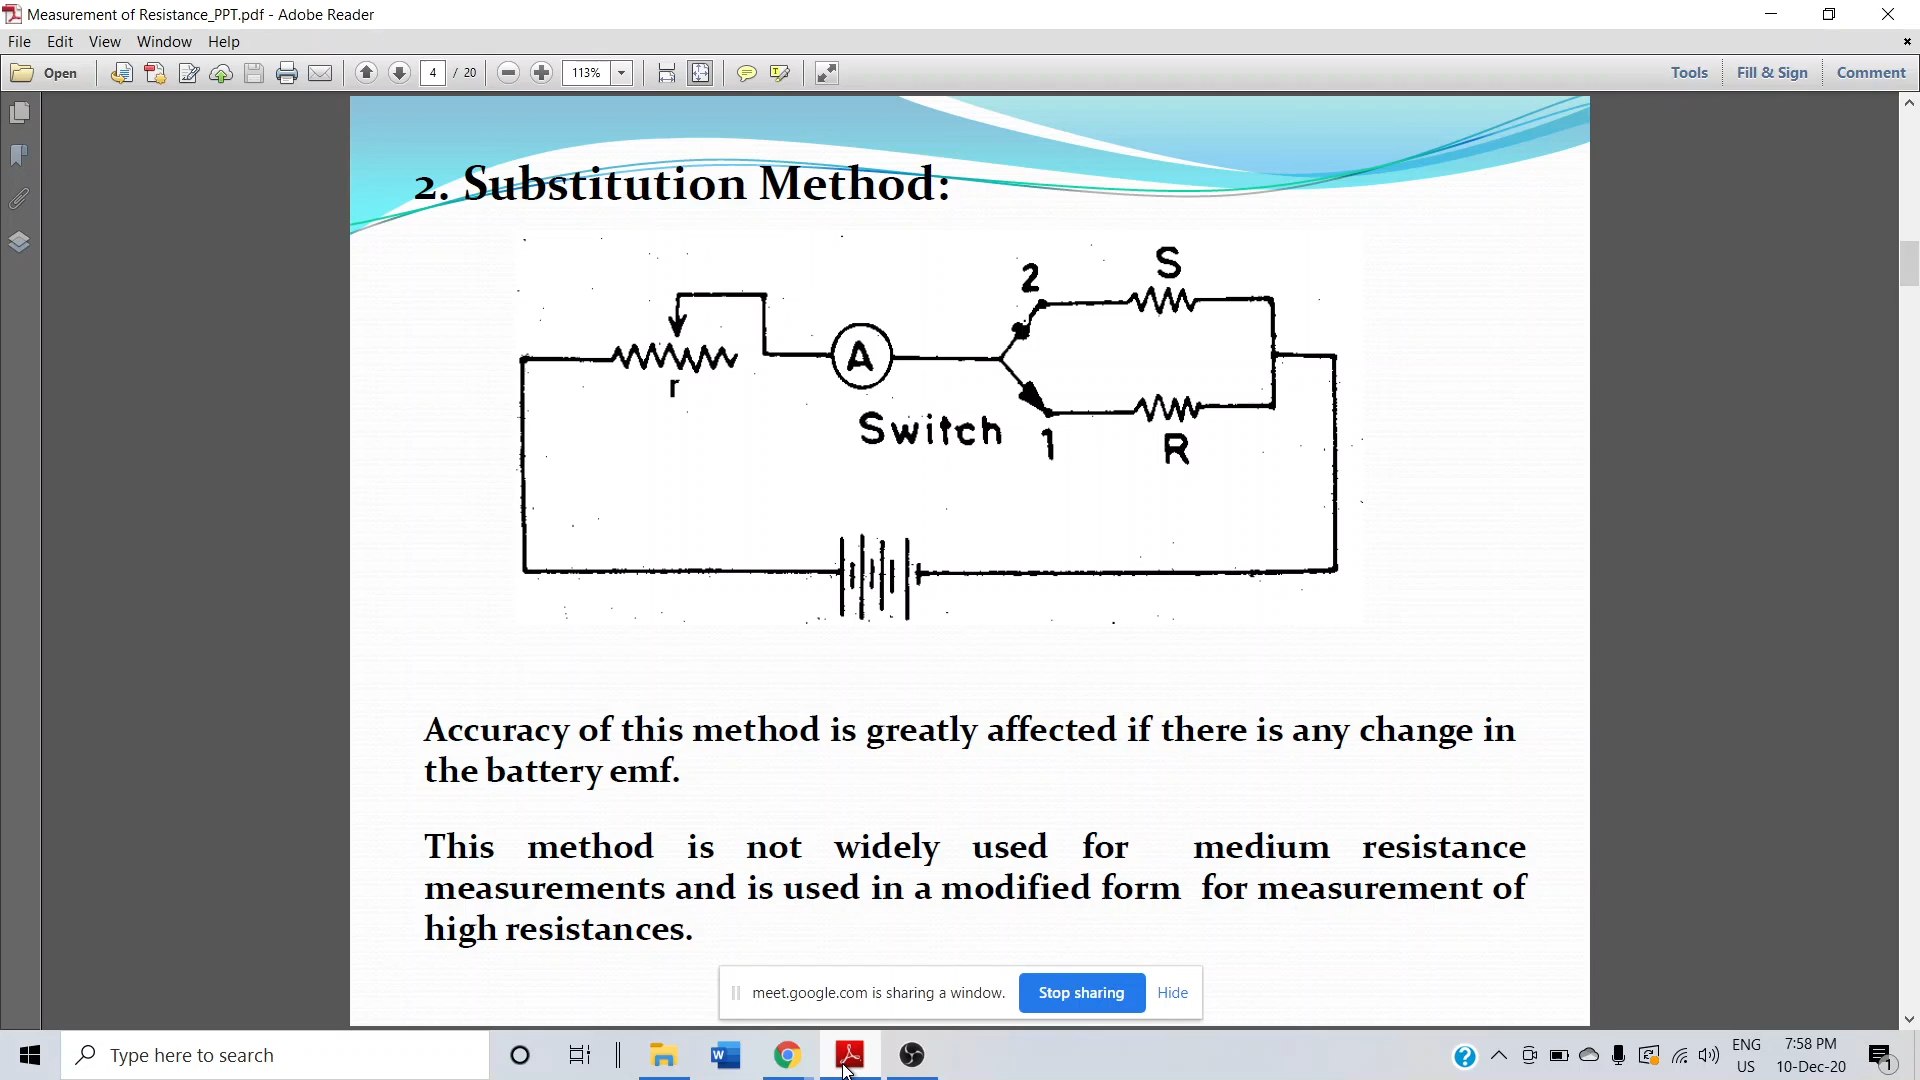 Measurement of Resistance_PPT.pdf - Adobe Reader
File Edit View Window Help
Open 4 / 20 113% Tools Fill & Sign Comment
2. Substitution Method:
S
2
A
r
Switch
1
R
Accuracy of this method is greatly affected if there is any change in
the battery emf.
This method is not widely used for medium resistance
measurements and is used in a modified form for measurement of
high resistances.
meet.google.com is sharing a window. Stop sharing Hide
Type here to search
ENG
US
7:58 PM
10-Dec-20
1